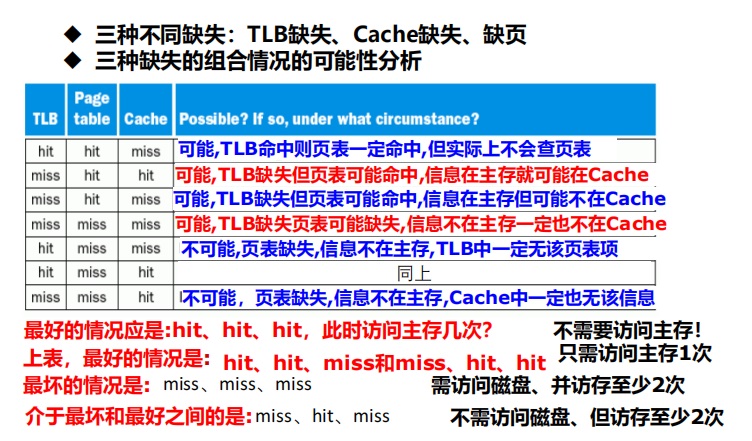 ◆ 三种不同缺失：TLB缺失、Cache缺失、缺页
◆ 三种缺失的组合情况的可能性分析
TLB Page table Cache Possible? If so, under what circumstance?
hit hit miss 可能,TLB命中则页表一定命中,但实际上不会查页表
miss hit hit 可能,TLB缺失但页表可能命中,信息在主存就可能在Cache
miss hit miss 可能,TLB缺失但页表可能命中,信息在主存但可能不在Cache
miss miss miss 可能,TLB缺失页表可能缺失,信息不在主存一定也不在Cache
hit miss miss 不可能,页表缺失,信息不在主存,TLB中一定无该页表项
hit miss hit 同上
miss miss hit 不可能，页表缺失,信息不在主存,Cache中一定也无该信息
最好的情况应是:hit、hit、hit，此时访问主存几次? 不需要访问主存!
上表，最好的情况是: hit、hit、miss和miss、hit、hit 只需访问主存1次
最坏的情况是: miss、miss、miss 需访问磁盘、并访存至少2次
介于最坏和最好之间的是: miss、hit、miss 不需访问磁盘、但访存至少2次